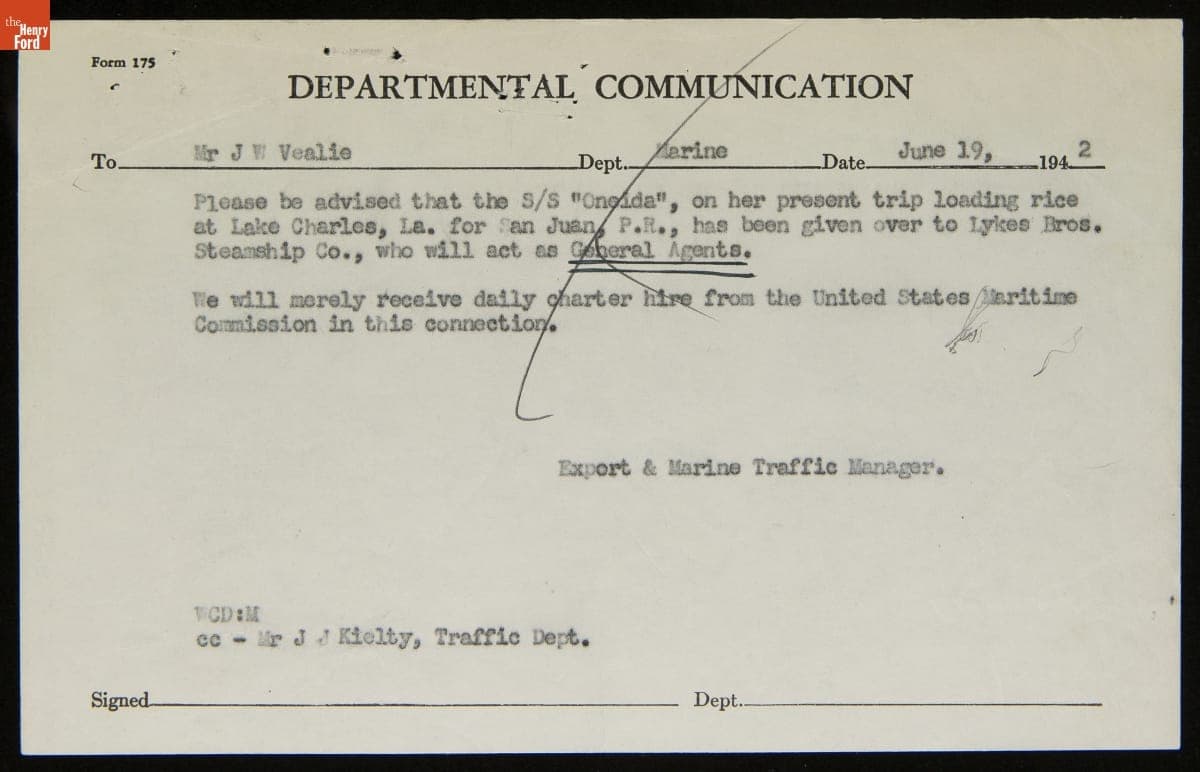 the
Henry
Ford
Form 175
DEPARTMENTAL COMMUNICATION
To Mr J W Vealie Dept. Marine Date June 19, 1942
Please be advised that the S/S "Oneida", on her present trip loading rice
at Lake Charles, La. for San Juan, P.R., has been given over to Lykes Bros.
Steamship Co., who will act as General Agents.
We will merely receive daily charter hire from the United States Maritime
Commission in this connection.
Export & Marine Traffic Manager.
WCD:M
cc - Mr J J Kielty, Traffic Dept.
Signed Dept.